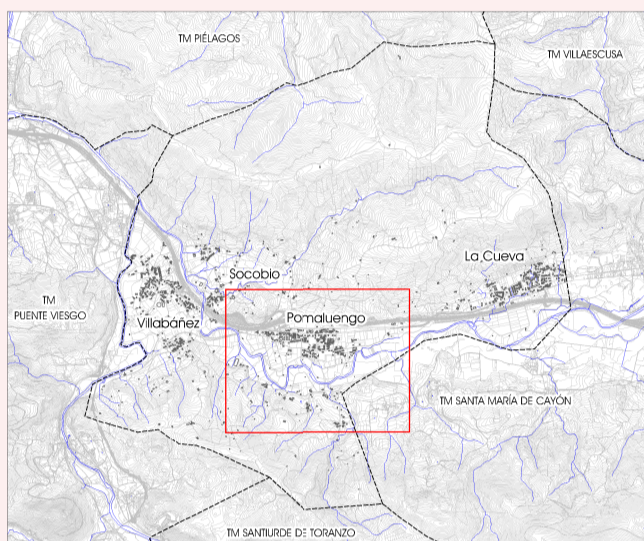 TM PIÉLAGOS
TM VILLAESCUSA
La Cueva
Socobio
TM
PUENTE VIESGO
Villabáñez
Pomaluengo
TM SANTA MARÍA DE CAYÓN
TM SANTIURDE DE TORANZO